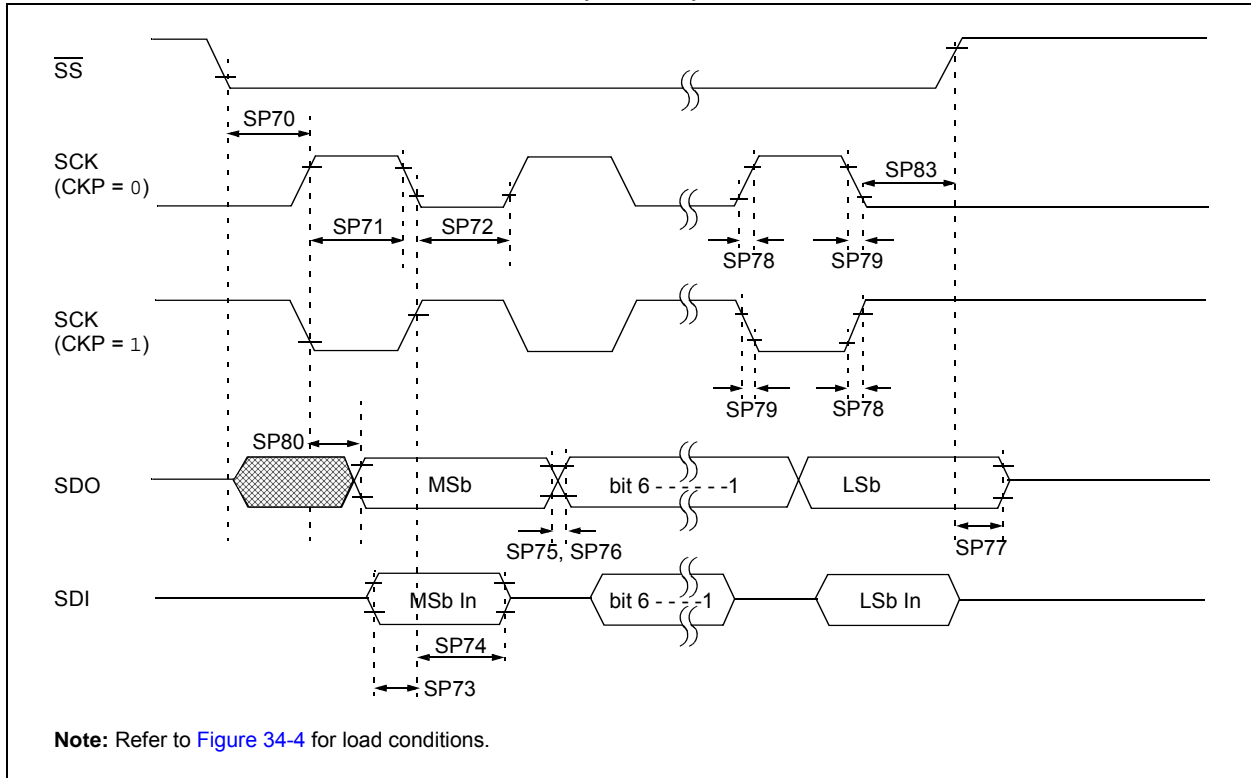 SS
SP70
SCK
(CKP = 0)
SP83
SP71
SP72
SP78
SP79
SCK
(CKP = 1)
SP79
SP78
SP80
SDO
MSb
bit 6 - - - - - -1
LSb
SP75, SP76
SP77
SDI
MSb In
bit 6 - - - -1
LSb In
SP74
SP73
Note: Refer to Figure 34-4 for load conditions.